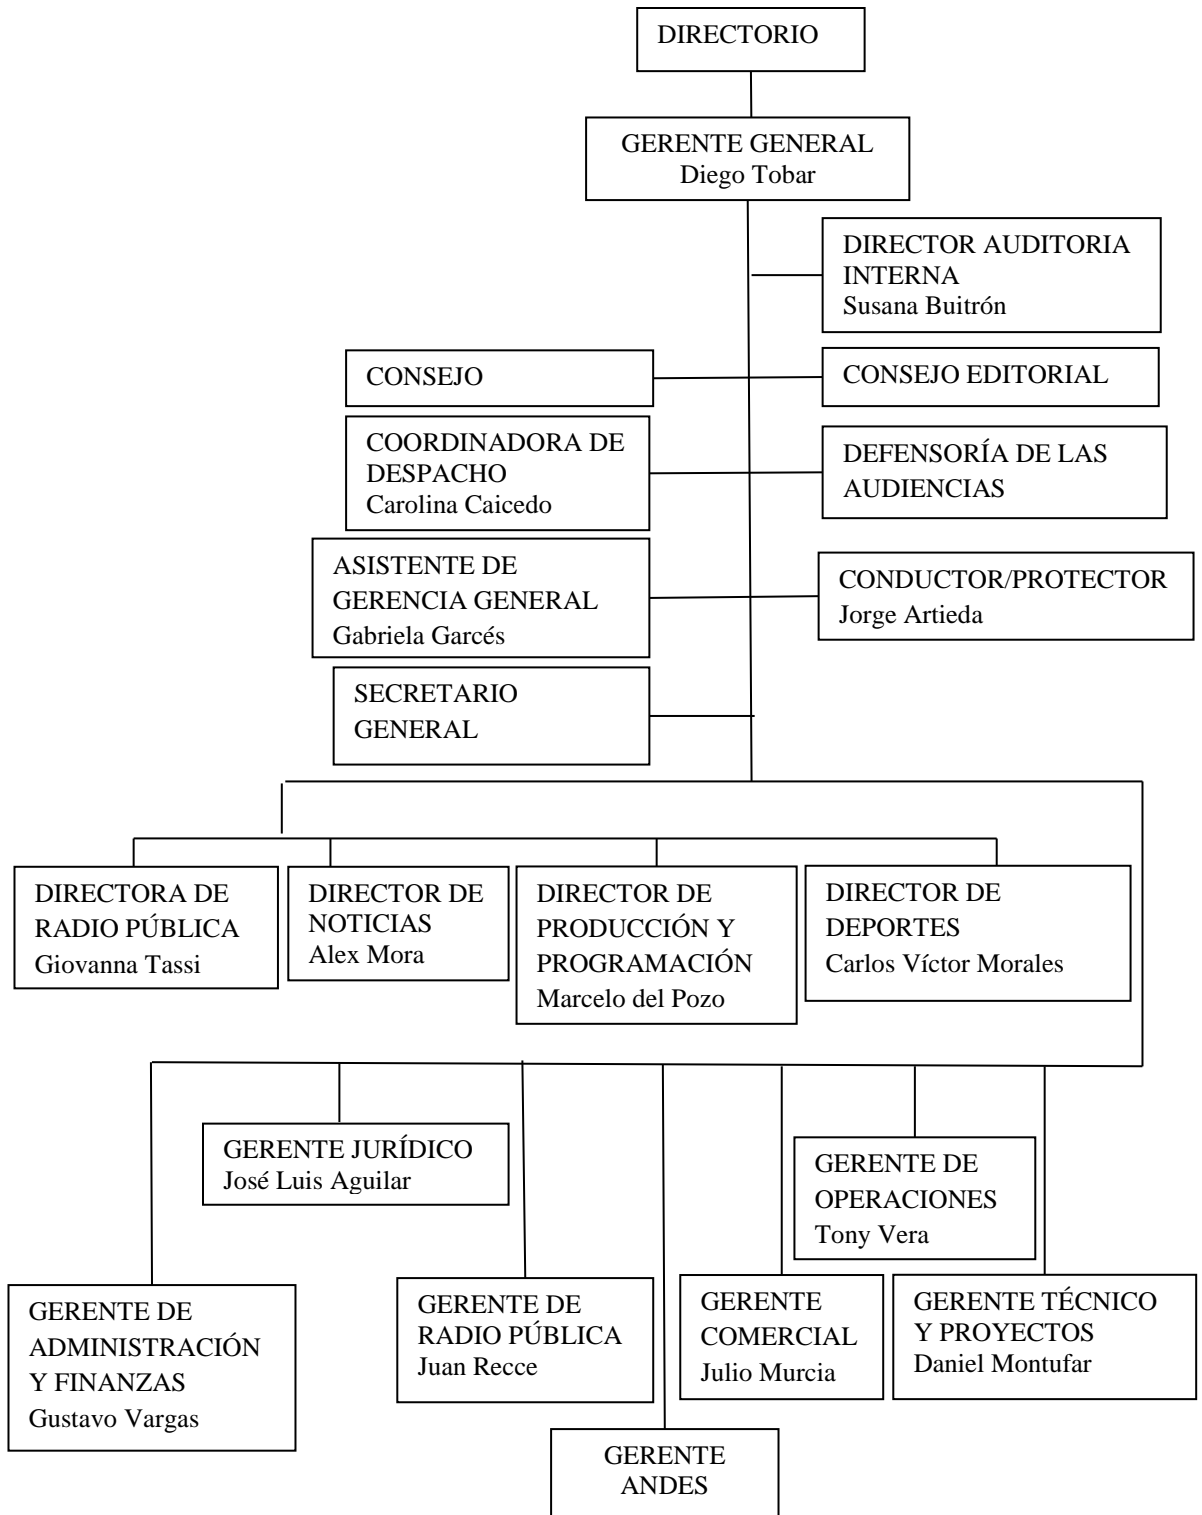 DIRECTORIO
GERENTE GENERAL
Diego Tobar
DIRECTOR AUDITORIA
INTERNA
Susana Buitrón
CONSEJO
CONSEJO EDITORIAL
COORDINADORA DE
DESPACHO
Carolina Caicedo
DEFENSORÍA DE LAS
AUDIENCIAS
ASISTENTE DE
GERENCIA GENERAL
Gabriela Garcés
CONDUCTOR/PROTECTOR
Jorge Artieda
SECRETARIO
GENERAL
DIRECTORA DE
RADIO PÚBLICA
Giovanna Tassi
DIRECTOR DE
NOTICIAS
Alex Mora
DIRECTOR DE
PRODUCCIÓN Y
PROGRAMACIÓN
Marcelo del Pozo
DIRECTOR DE
DEPORTES
Carlos Víctor Morales
GERENTE JURÍDICO
José Luis Aguilar
GERENTE DE
OPERACIONES
Tony Vera
GERENTE DE
ADMINISTRACIÓN
Y FINANZAS
Gustavo Vargas
GERENTE DE
RADIO PÚBLICA
Juan Recce
GERENTE
COMERCIAL
Julio Murcia
GERENTE TÉCNICO
Y PROYECTOS
Daniel Montufar
GERENTE
ANDES